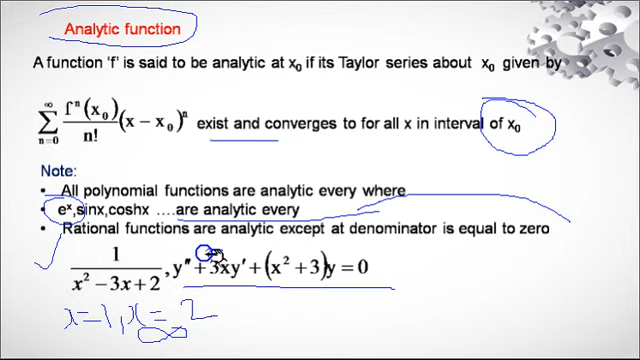 Analytic function
A function 'f' is said to be analytic at x₀ if its Taylor series about x₀ given by
∑_{n=0}^{∞} fⁿ(x₀)/n! (x − x₀)ⁿ exist and converges to for all x in interval of x₀
Note:
• All polynomial functions are analytic every where
• eˣ,sinx,coshx ….are analytic every
• Rational functions are analytic except at denominator is equal to zero
1/(x² − 3x + 2) , y″ + 3xy′ + (x² + 3)y = 0
x=1, x=2